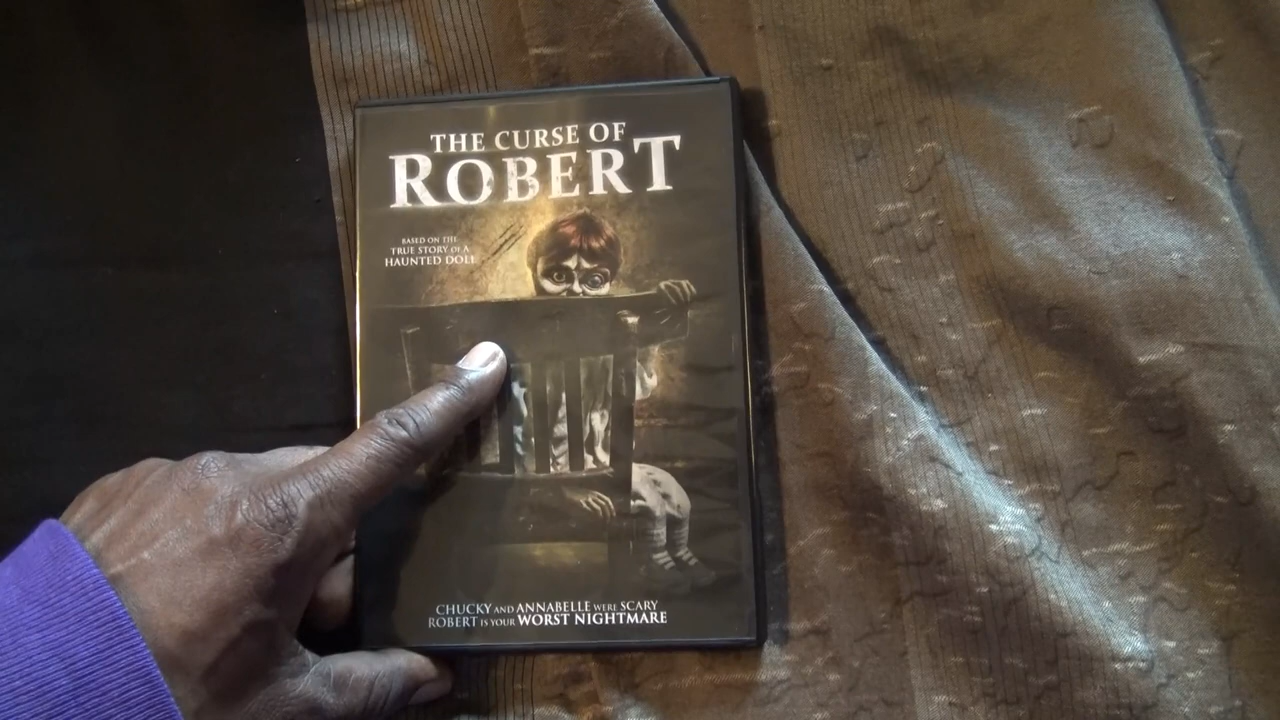 THE CURSE OF
ROBERT
BASED ON THE
TRUE STORY OF A
HAUNTED DOLL
CHUCKY AND ANNABELLE WERE SCARY
ROBERT IS YOUR WORST NIGHTMARE